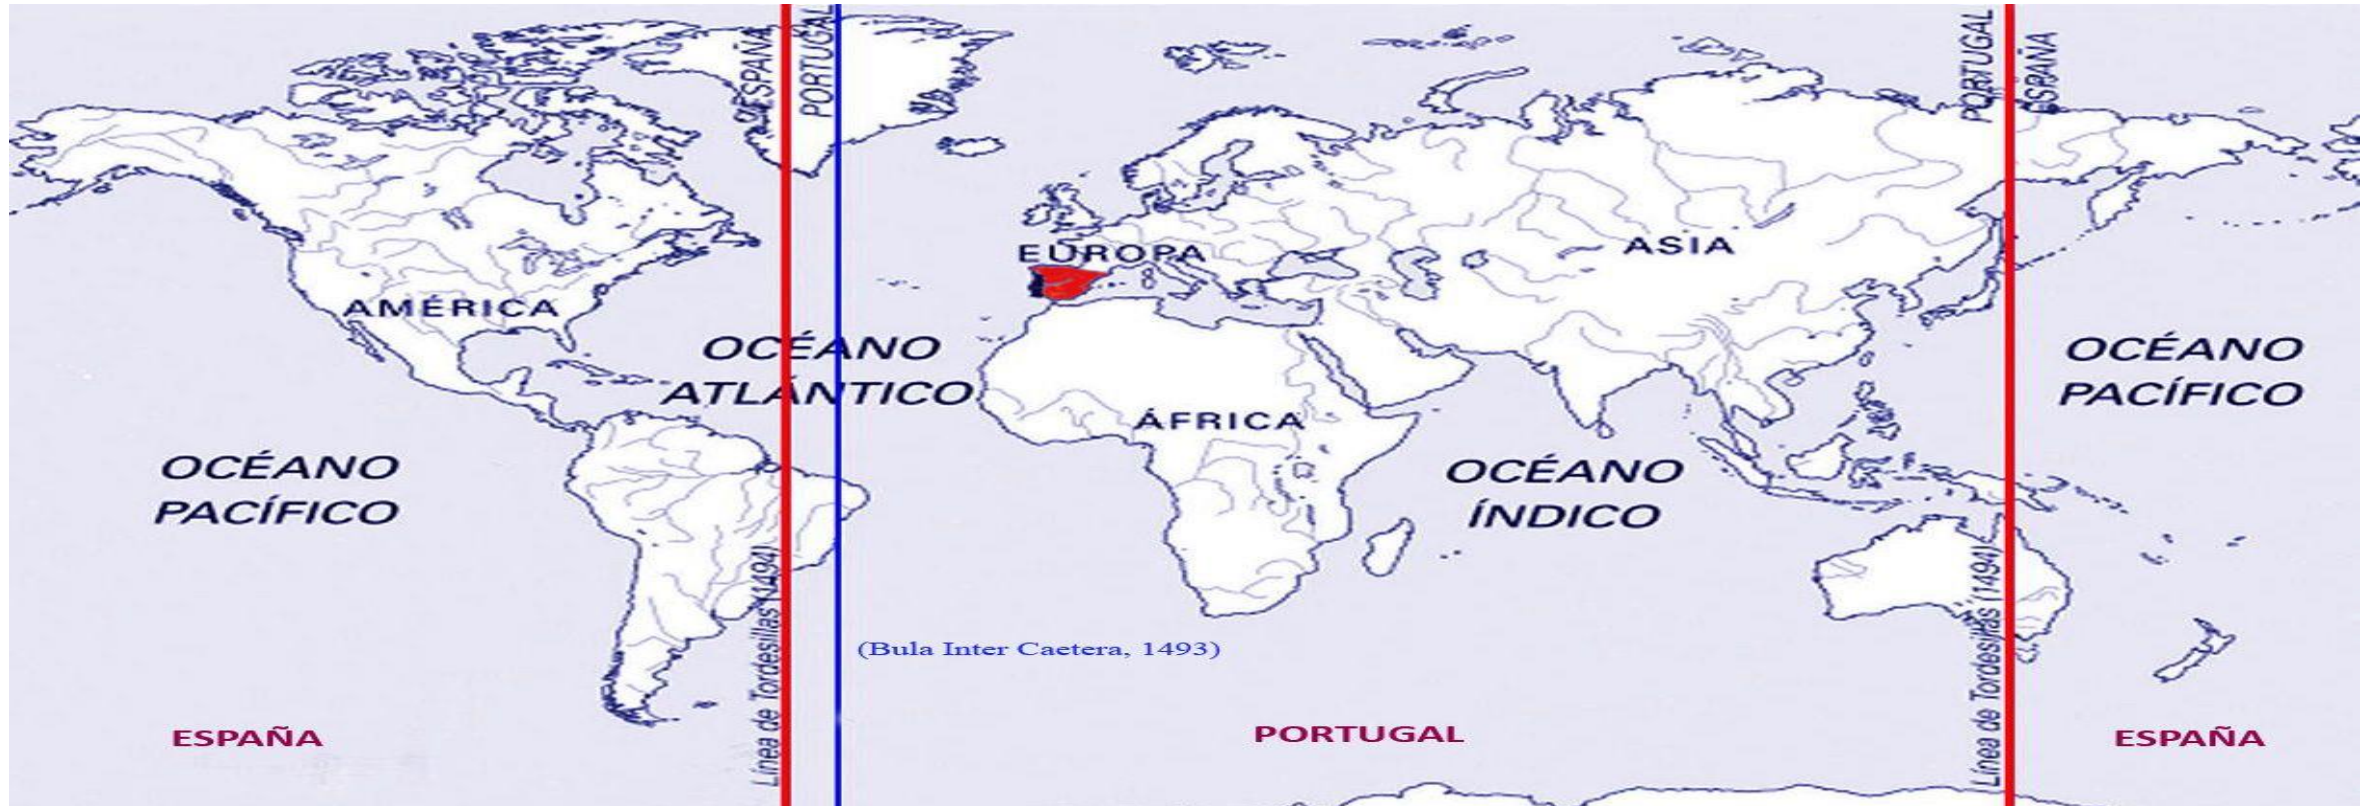 ESPAÑA
PORTUGAL
PORTUGAL
ESPAÑA
EUROPA
ASIA
AMÉRICA
OCÉANO
ATLÁNTICO
OCÉANO
PACÍFICO
ÁFRICA
OCÉANO
PACÍFICO
OCÉANO
ÍNDICO
Línea de Tordesillas (1494)
Línea de Tordesillas (1494)
(Bula Inter Caetera, 1493)
ESPAÑA
PORTUGAL
ESPAÑA